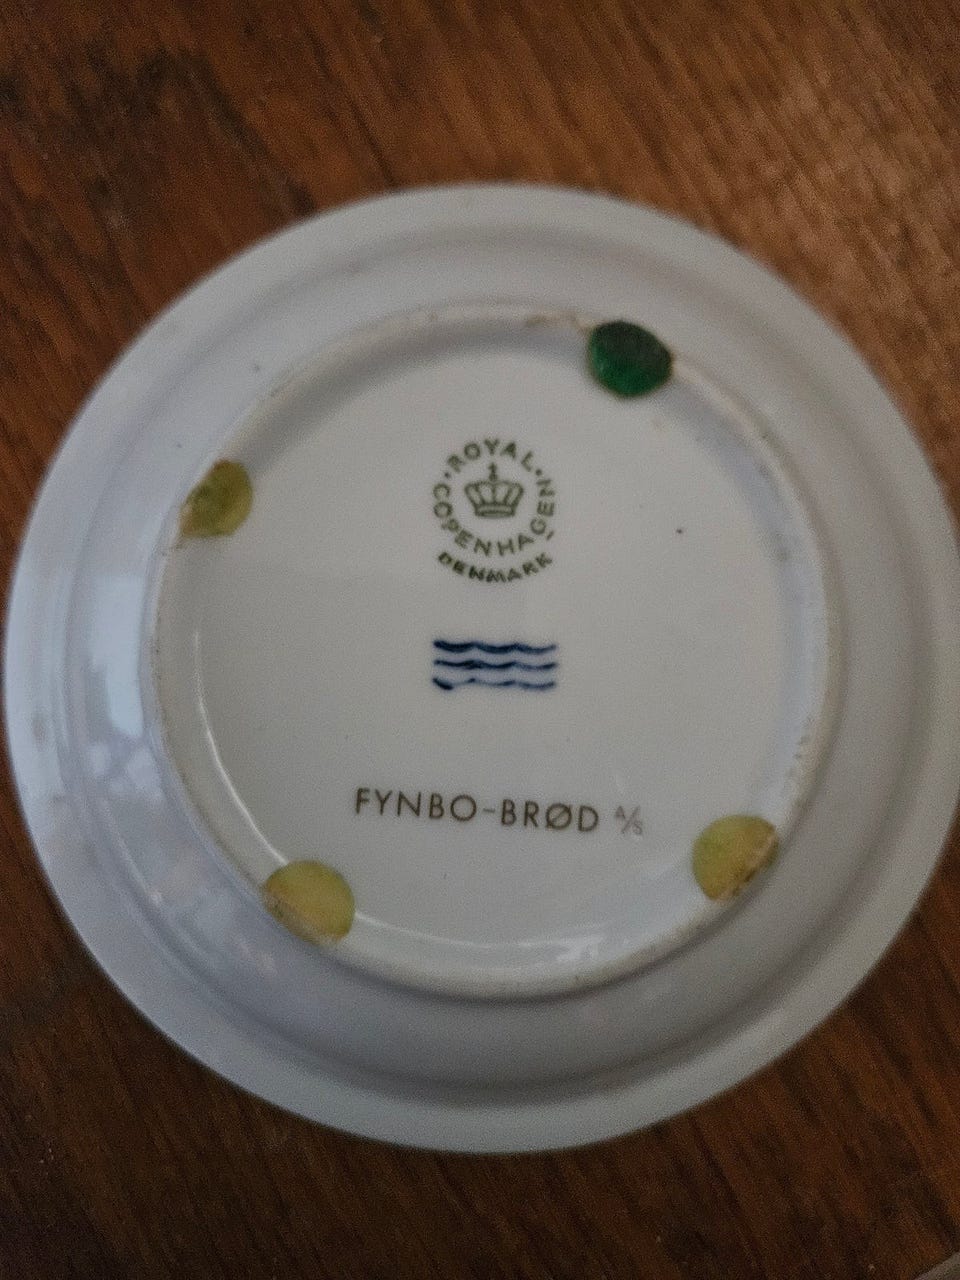 ROYAL COPENHAGEN
DENMARK
FYNBO-BRØD A/S